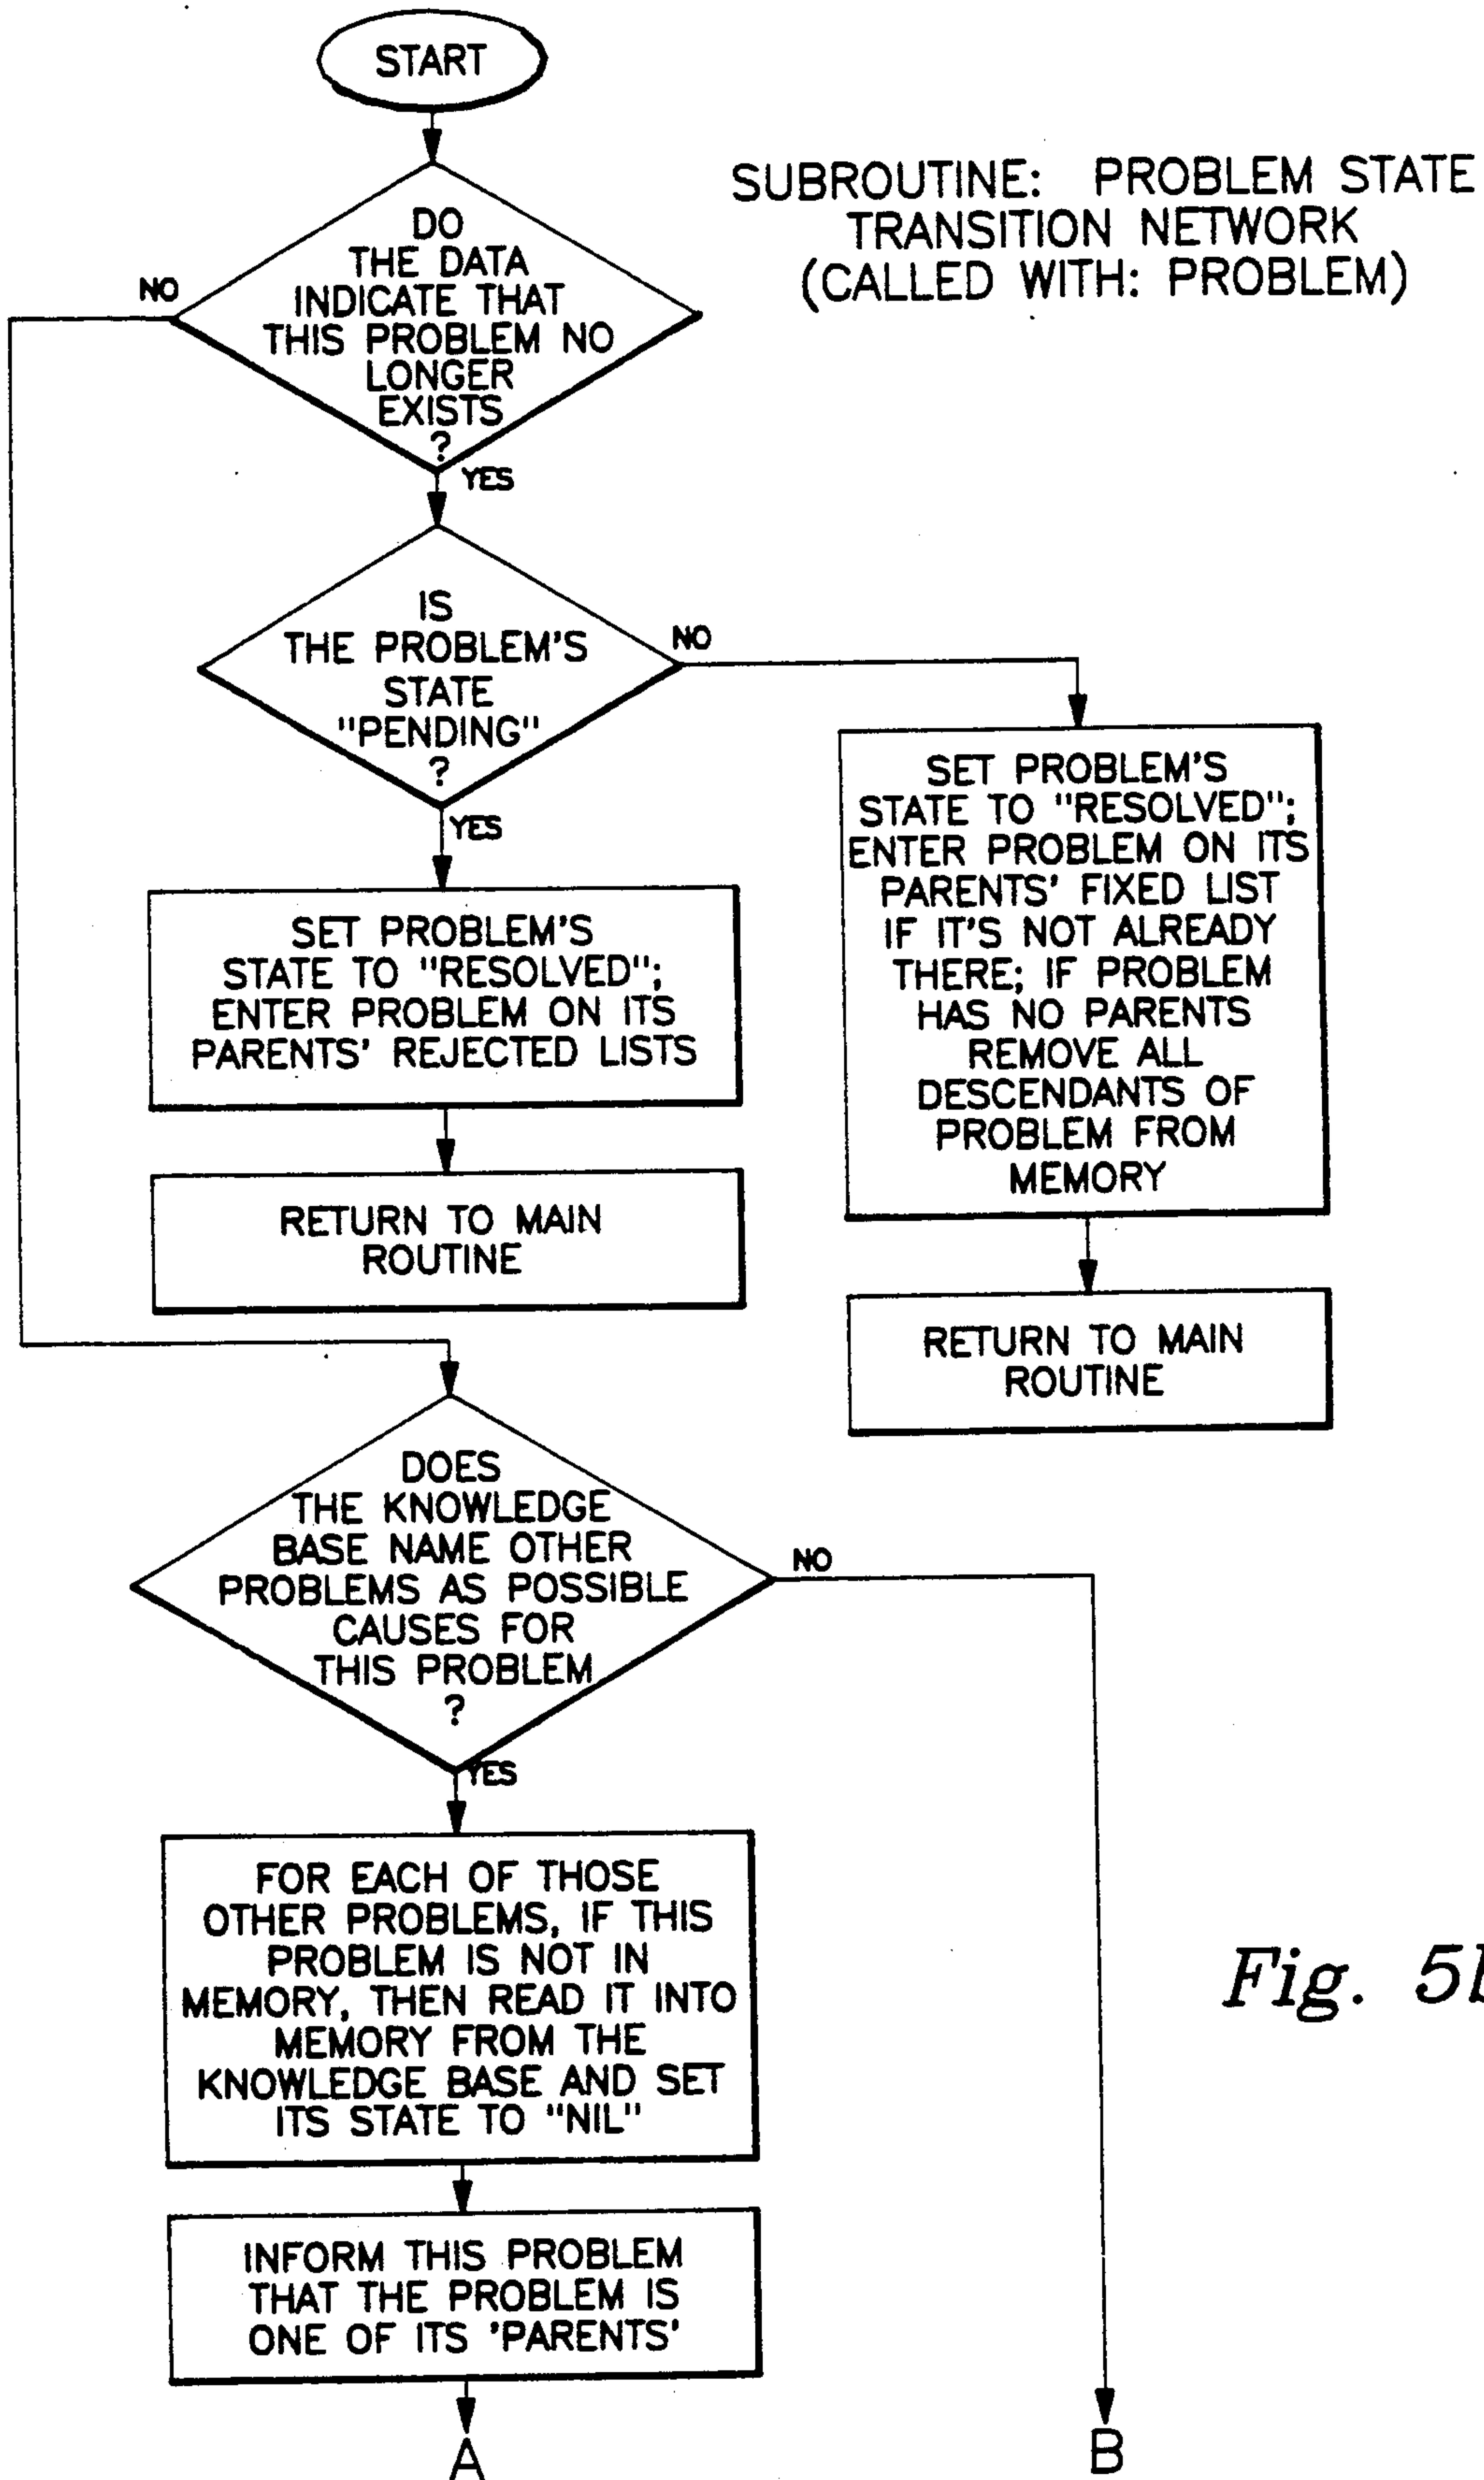 START
SUBROUTINE: PROBLEM STATE
TRANSITION NETWORK
(CALLED WITH: PROBLEM)
DO
THE DATA
INDICATE THAT
THIS PROBLEM NO
LONGER
EXISTS
?
NO
YES
IS
THE PROBLEM'S
STATE
"PENDING"
?
NO
YES
SET PROBLEM'S
STATE TO "RESOLVED";
ENTER PROBLEM ON ITS
PARENTS' REJECTED LISTS
RETURN TO MAIN
ROUTINE
SET PROBLEM'S
STATE TO "RESOLVED";
ENTER PROBLEM ON ITS
PARENTS' FIXED LIST
IF IT'S NOT ALREADY
THERE; IF PROBLEM
HAS NO PARENTS
REMOVE ALL
DESCENDANTS OF
PROBLEM FROM
MEMORY
RETURN TO MAIN
ROUTINE
DOES
THE KNOWLEDGE
BASE NAME OTHER
PROBLEMS AS POSSIBLE
CAUSES FOR
THIS PROBLEM
?
NO
YES
FOR EACH OF THOSE
OTHER PROBLEMS, IF THIS
PROBLEM IS NOT IN
MEMORY, THEN READ IT INTO
MEMORY FROM THE
KNOWLEDGE BASE AND SET
ITS STATE TO "NIL"
INFORM THIS PROBLEM
THAT THE PROBLEM IS
ONE OF ITS 'PARENTS'
A
B
Fig.